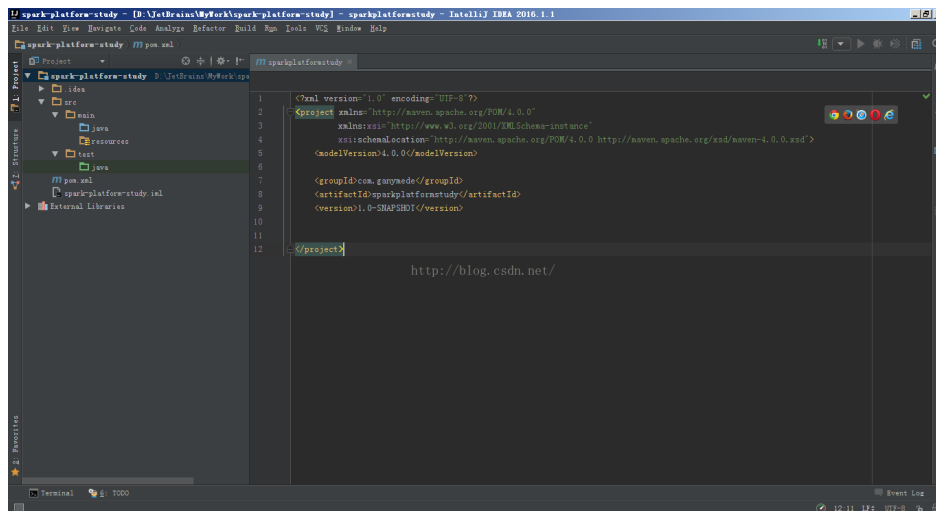 spark-platform-study - [D:\JetBrains\MyWork\spark-platform-study] - sparkplatformstudy - IntelliJ IDEA 2016.1.1
File Edit View Navigate Code Analyze Refactor Build Run Tools VCS Window Help
spark-platform-study m pom.xml
Project
m sparkplatformstudy
1: Project
Z: Structure
2: Favorites
spark-platform-study D:\JetBrains\MyWork\spa
.idea
src
main
java
resources
test
java
m pom.xml
spark-platform-study.iml
External Libraries
1 <?xml version="1.0" encoding="UTF-8"?>
2 <project xmlns="http://maven.apache.org/POM/4.0.0"
3 xmlns:xsi="http://www.w3.org/2001/XMLSchema-instance"
4 xsi:schemaLocation="http://maven.apache.org/POM/4.0.0 http://maven.apache.org/xsd/maven-4.0.0.xsd">
5 <modelVersion>4.0.0</modelVersion>
6
7 <groupId>com.ganymede</groupId>
8 <artifactId>sparkplatformstudy</artifactId>
9 <version>1.0-SNAPSHOT</version>
10
11
12 </project>
http://blog.csdn.net/
Terminal 6: TODO
Event Log
12:11 LF÷ UTF-8